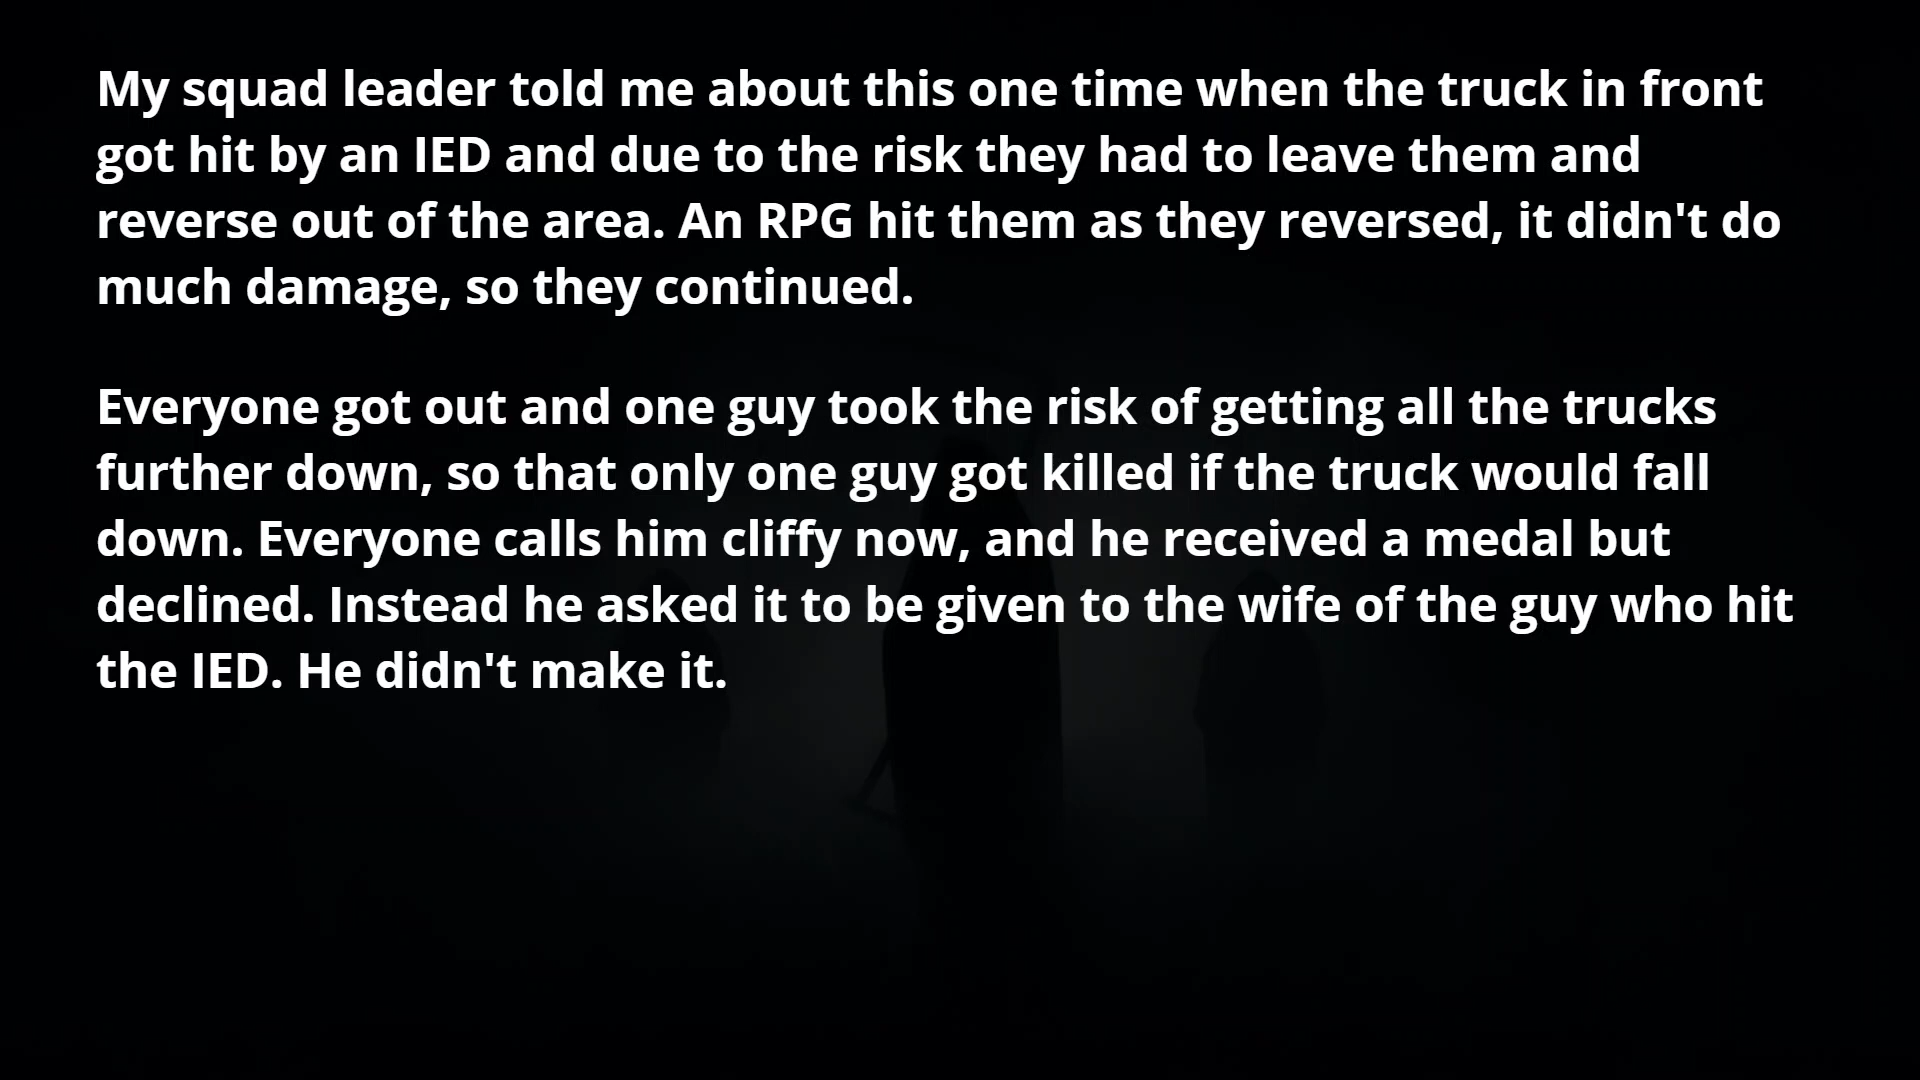 My squad leader told me about this one time when the truck in front
got hit by an IED and due to the risk they had to leave them and
reverse out of the area. An RPG hit them as they reversed, it didn't do
much damage, so they continued.
Everyone got out and one guy took the risk of getting all the trucks
further down, so that only one guy got killed if the truck would fall
down. Everyone calls him cliffy now, and he received a medal but
declined. Instead he asked it to be given to the wife of the guy who hit
the IED. He didn't make it.